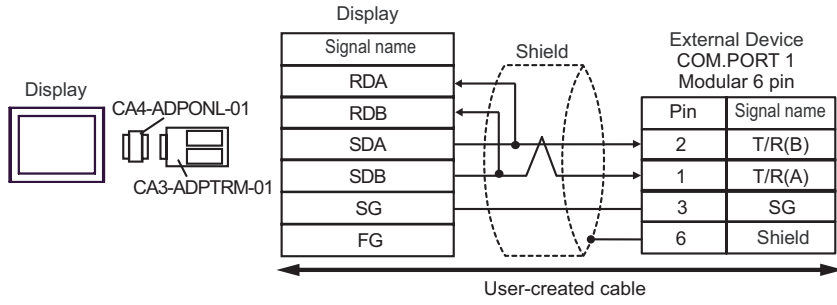 Display
CA4-ADPONL-01
CA3-ADPTRM-01
Display
Signal name
RDA
RDB
SDA
SDB
SG
FG
Shield
External Device
COM.PORT 1
Modular 6 pin
Pin Signal name
2 T/R(B)
1 T/R(A)
3 SG
6 Shield
User-created cable